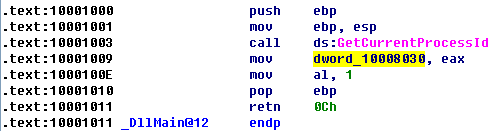 .text:10001000 push ebp
.text:10001001 mov ebp, esp
.text:10001003 call ds:GetCurrentProcessId
.text:10001009 mov dword_10008030, eax
.text:1000100E mov al, 1
.text:10001010 pop ebp
.text:10001011 retn 0Ch
.text:10001011 _DllMain@12 endp